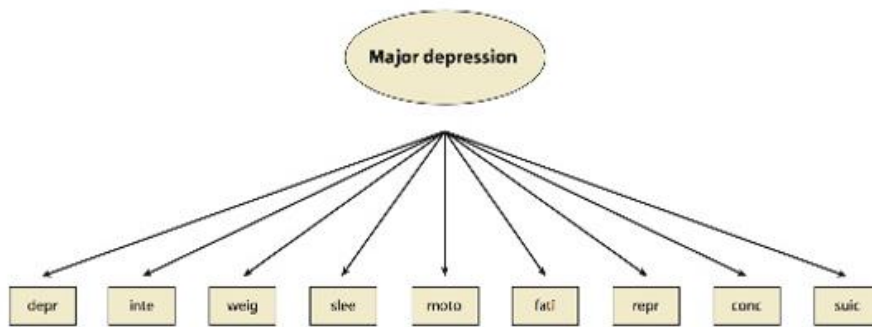 Major depression
depr
inte
weig
slee
moto
fati
repr
conc
suic